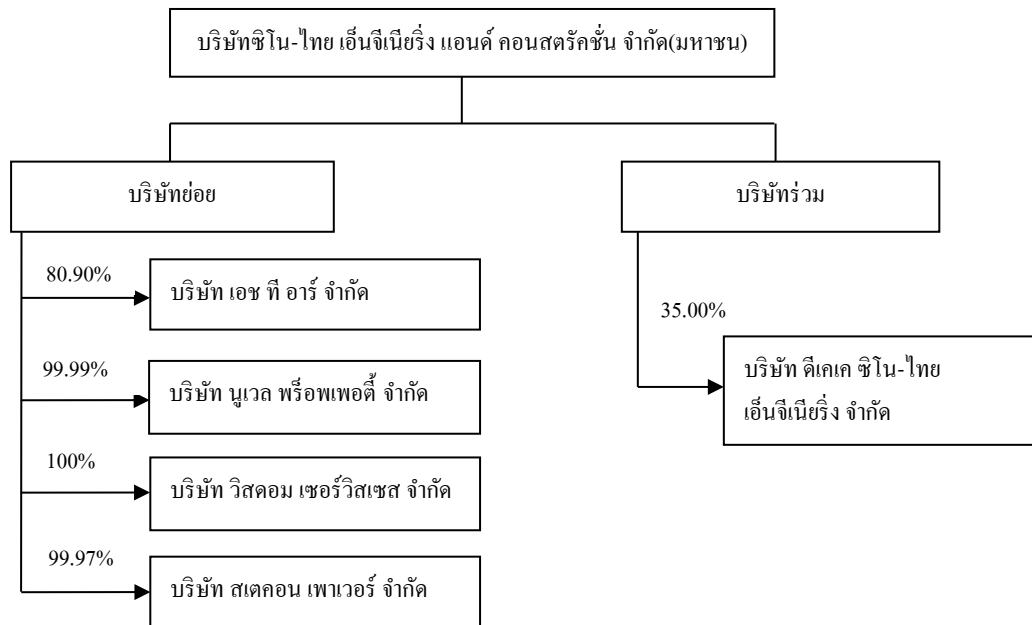 บริษัทซิโน-ไทย เอ็นจีเนียริ่ง แอนด์ คอนสตรัคชั่น จำกัด(มหาชน)
บริษัทย่อย
บริษัทร่วม
80.90%
บริษัท เอช ที อาร์ จำกัด
35.00%
99.99%
บริษัท นูเวล พร็อพเพอตี้ จำกัด
บริษัท ดีเคเค ซิโน-ไทย
เอ็นจีเนียริ่ง จำกัด
100%
บริษัท วิสดอม เซอร์วิสเซส จำกัด
99.97%
บริษัท สเตคอน เพาเวอร์ จำกัด